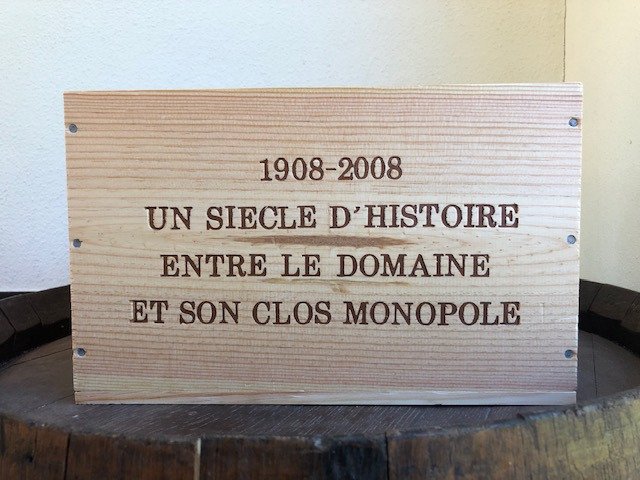 1908-2008
UN SIECLE D'HISTOIRE
ENTRE LE DOMAINE
ET SON CLOS MONOPOLE